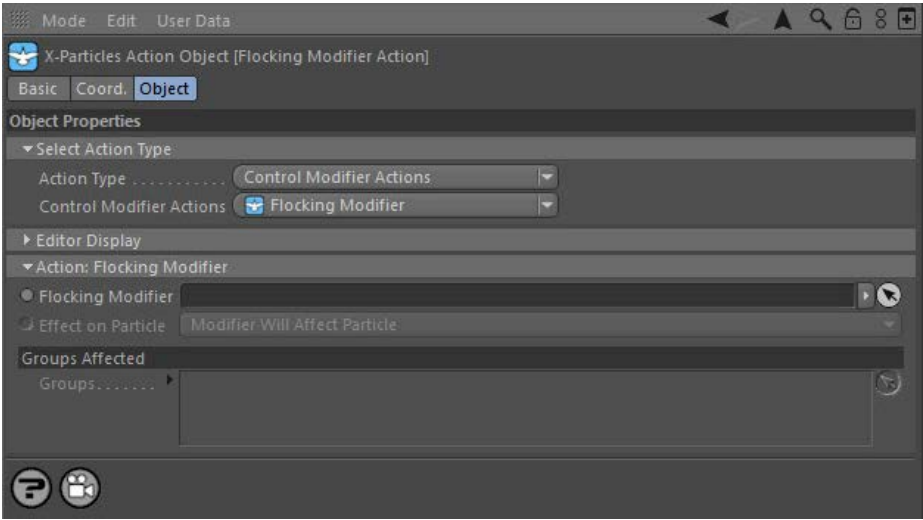 Mode Edit User Data
X-Particles Action Object [Flocking Modifier Action]
Basic Coord. Object
Object Properties
Select Action Type
Action Type . . . . . . . . . . . Control Modifier Actions
Control Modifier Actions Flocking Modifier
Editor Display
Action: Flocking Modifier
Flocking Modifier
Effect on Particle Modifier Will Affect Particle
Groups Affected
Groups. . . . . . .